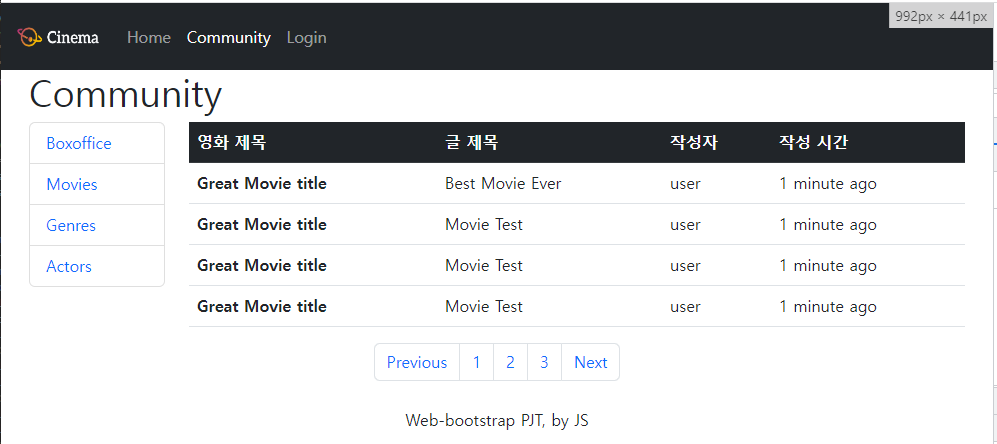 992px × 441px
Cinema Home Community Login
Community
Boxoffice
Movies
Genres
Actors
영화 제목 글 제목 작성자 작성 시간
Great Movie title Best Movie Ever user 1 minute ago
Great Movie title Movie Test user 1 minute ago
Great Movie title Movie Test user 1 minute ago
Great Movie title Movie Test user 1 minute ago
Previous 1 2 3 Next
Web-bootstrap PJT, by JS